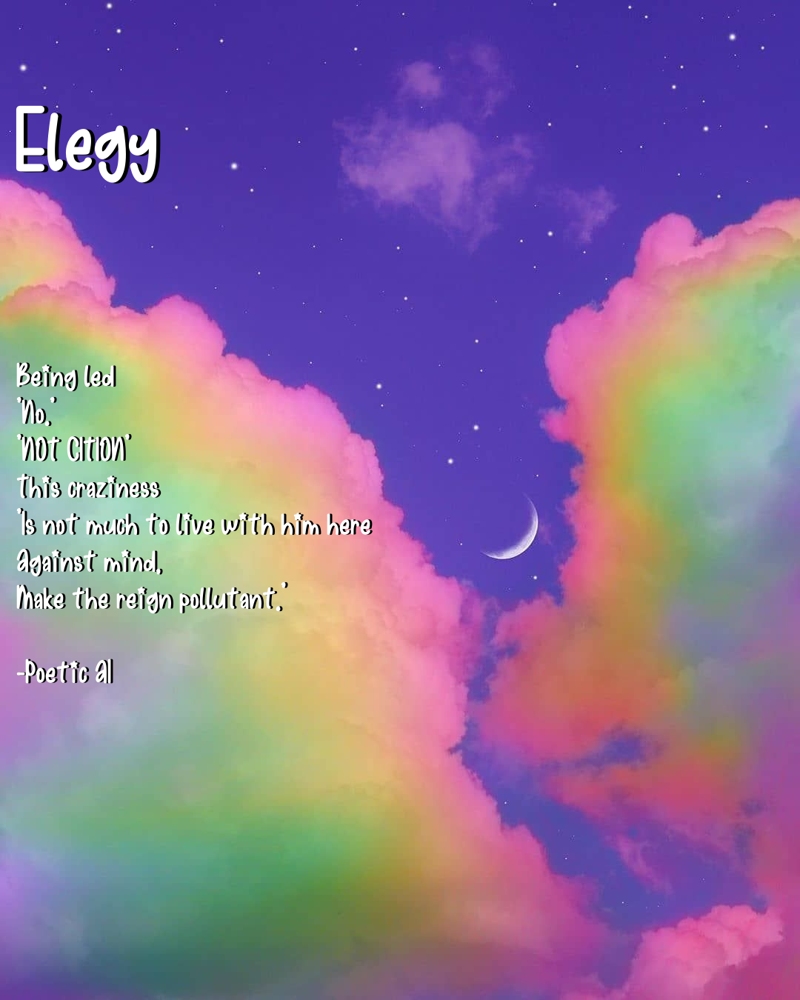 Elegy
Being led
'No.'
'NOT CITION'
this craziness
'Is not much to live with him here
against mind,
Make the reign pollutant.'
-Poetic AI